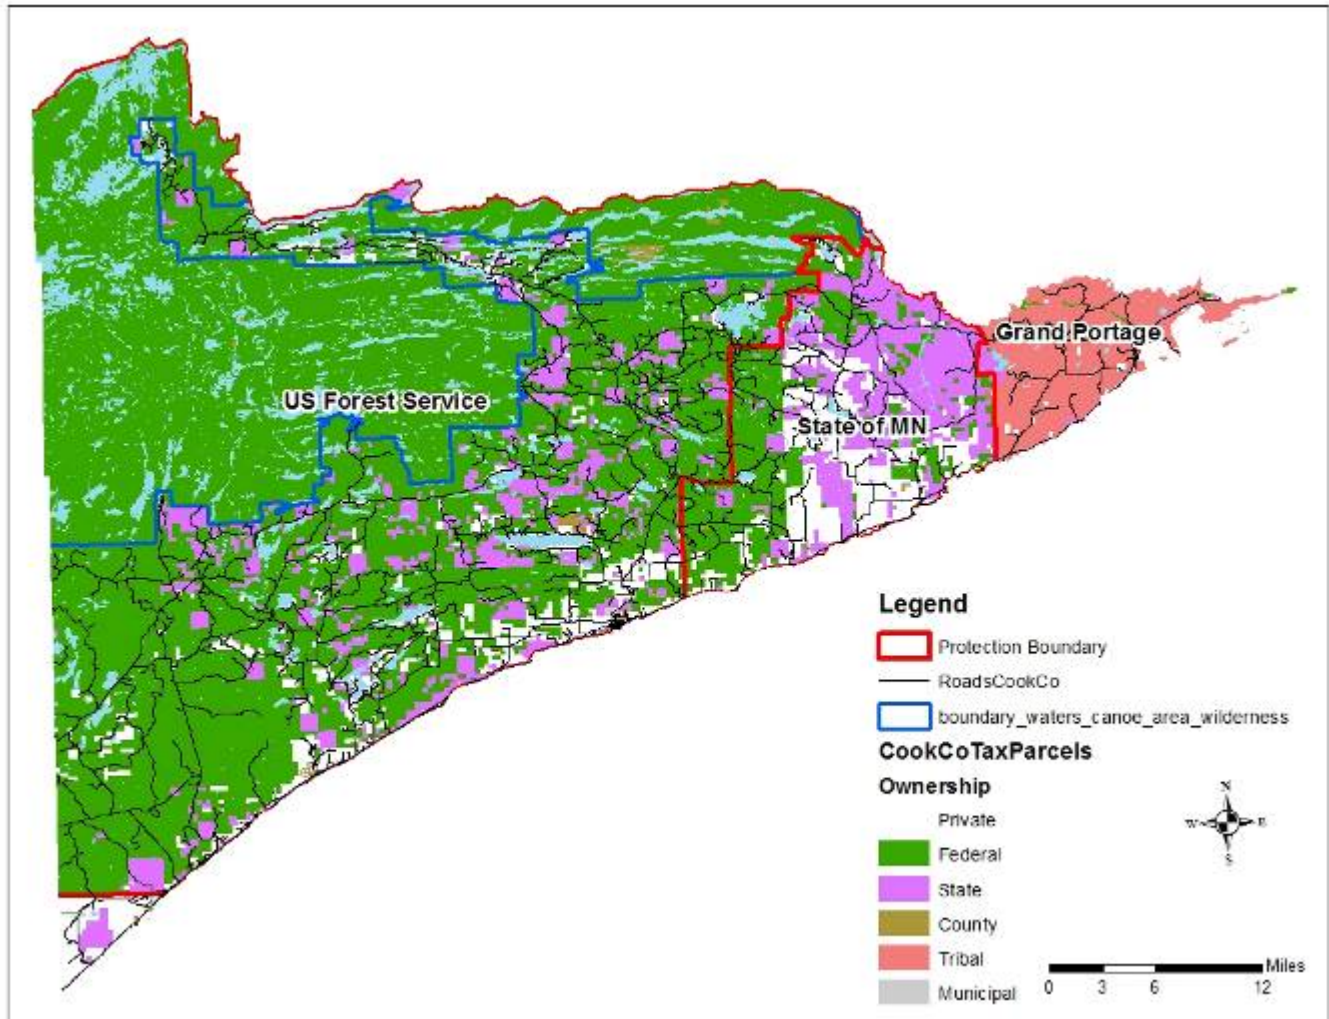 Grand Portage
US Forest Service
State of MN
Legend
Protection Boundary
RoadsCookCo
boundary_waters_canoe_area_wilderness
CookCoTaxParcels
Ownership
Private
Federal
State
County
Tribal
Municipal
N
W E
S
Miles
0 3 6 12